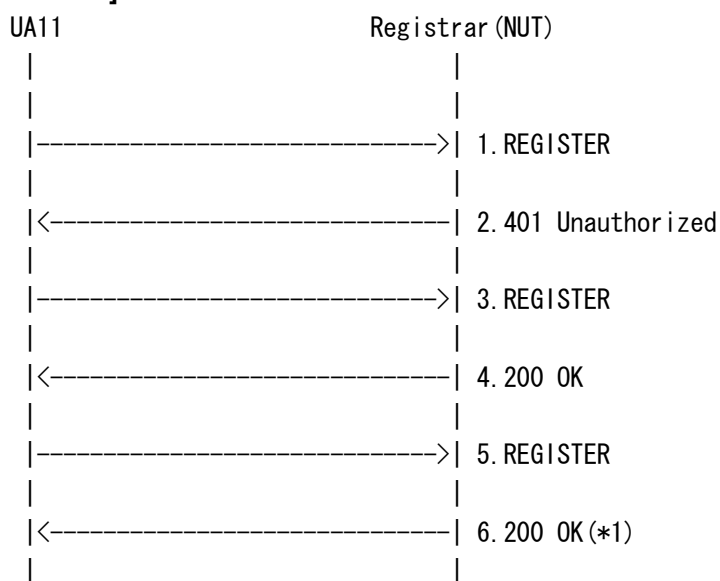 ]
UA11 Registrar(NUT)
| |
| |
|------------------------------>| 1.REGISTER
| |
|<------------------------------| 2.401 Unauthorized
| |
|------------------------------>| 3.REGISTER
| |
|<------------------------------| 4.200 OK
| |
|------------------------------>| 5.REGISTER
| |
|<------------------------------| 6.200 OK(*1)
| |